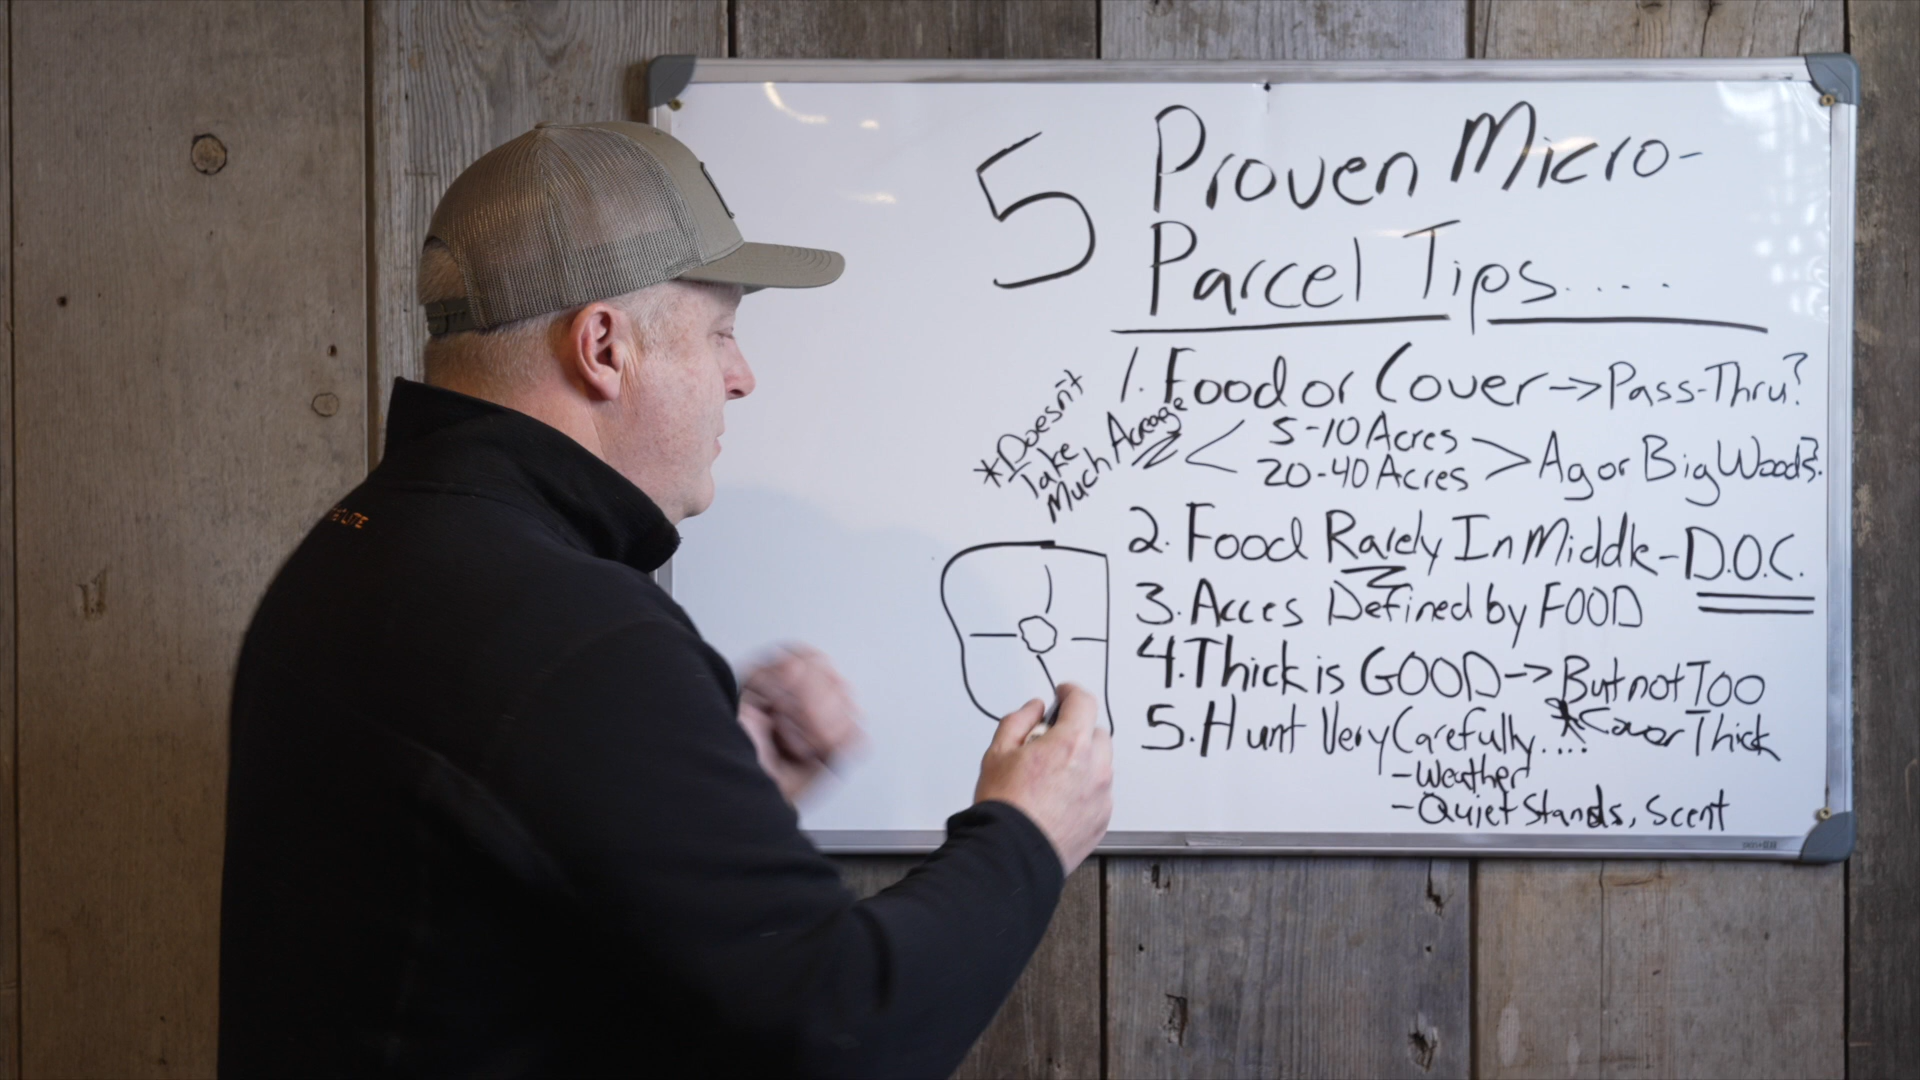 5 Proven Micro-
Parcel Tips....
1. Food or Cover -> Pass-Thru?
*Doesn't
Take
Much Acreage
< 5-10 Acres
20-40 Acres > Ag or Big Woods?
2. Food Rarely In Middle - D.O.C.
3. Acces Defined by FOOD
4. Thick is GOOD -> But not Too
5. Hunt Very Carefully.... *Cover Thick
- Weather
- Quiet Stands, Scent
LITE